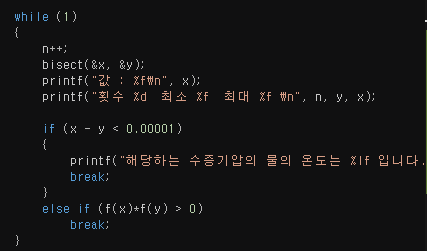 while (1)
{
n++;
bisect(&x, &y);
printf("값 : %f₩n", x);
printf("횟수 %d 최소 %f 최대 %f ₩n", n, y, x);
if (x - y < 0.00001)
{
printf("해당하는 수증기압의 물의 온도는 %lf 입니다.
break;
}
else if (f(x)*f(y) > 0)
break;
}